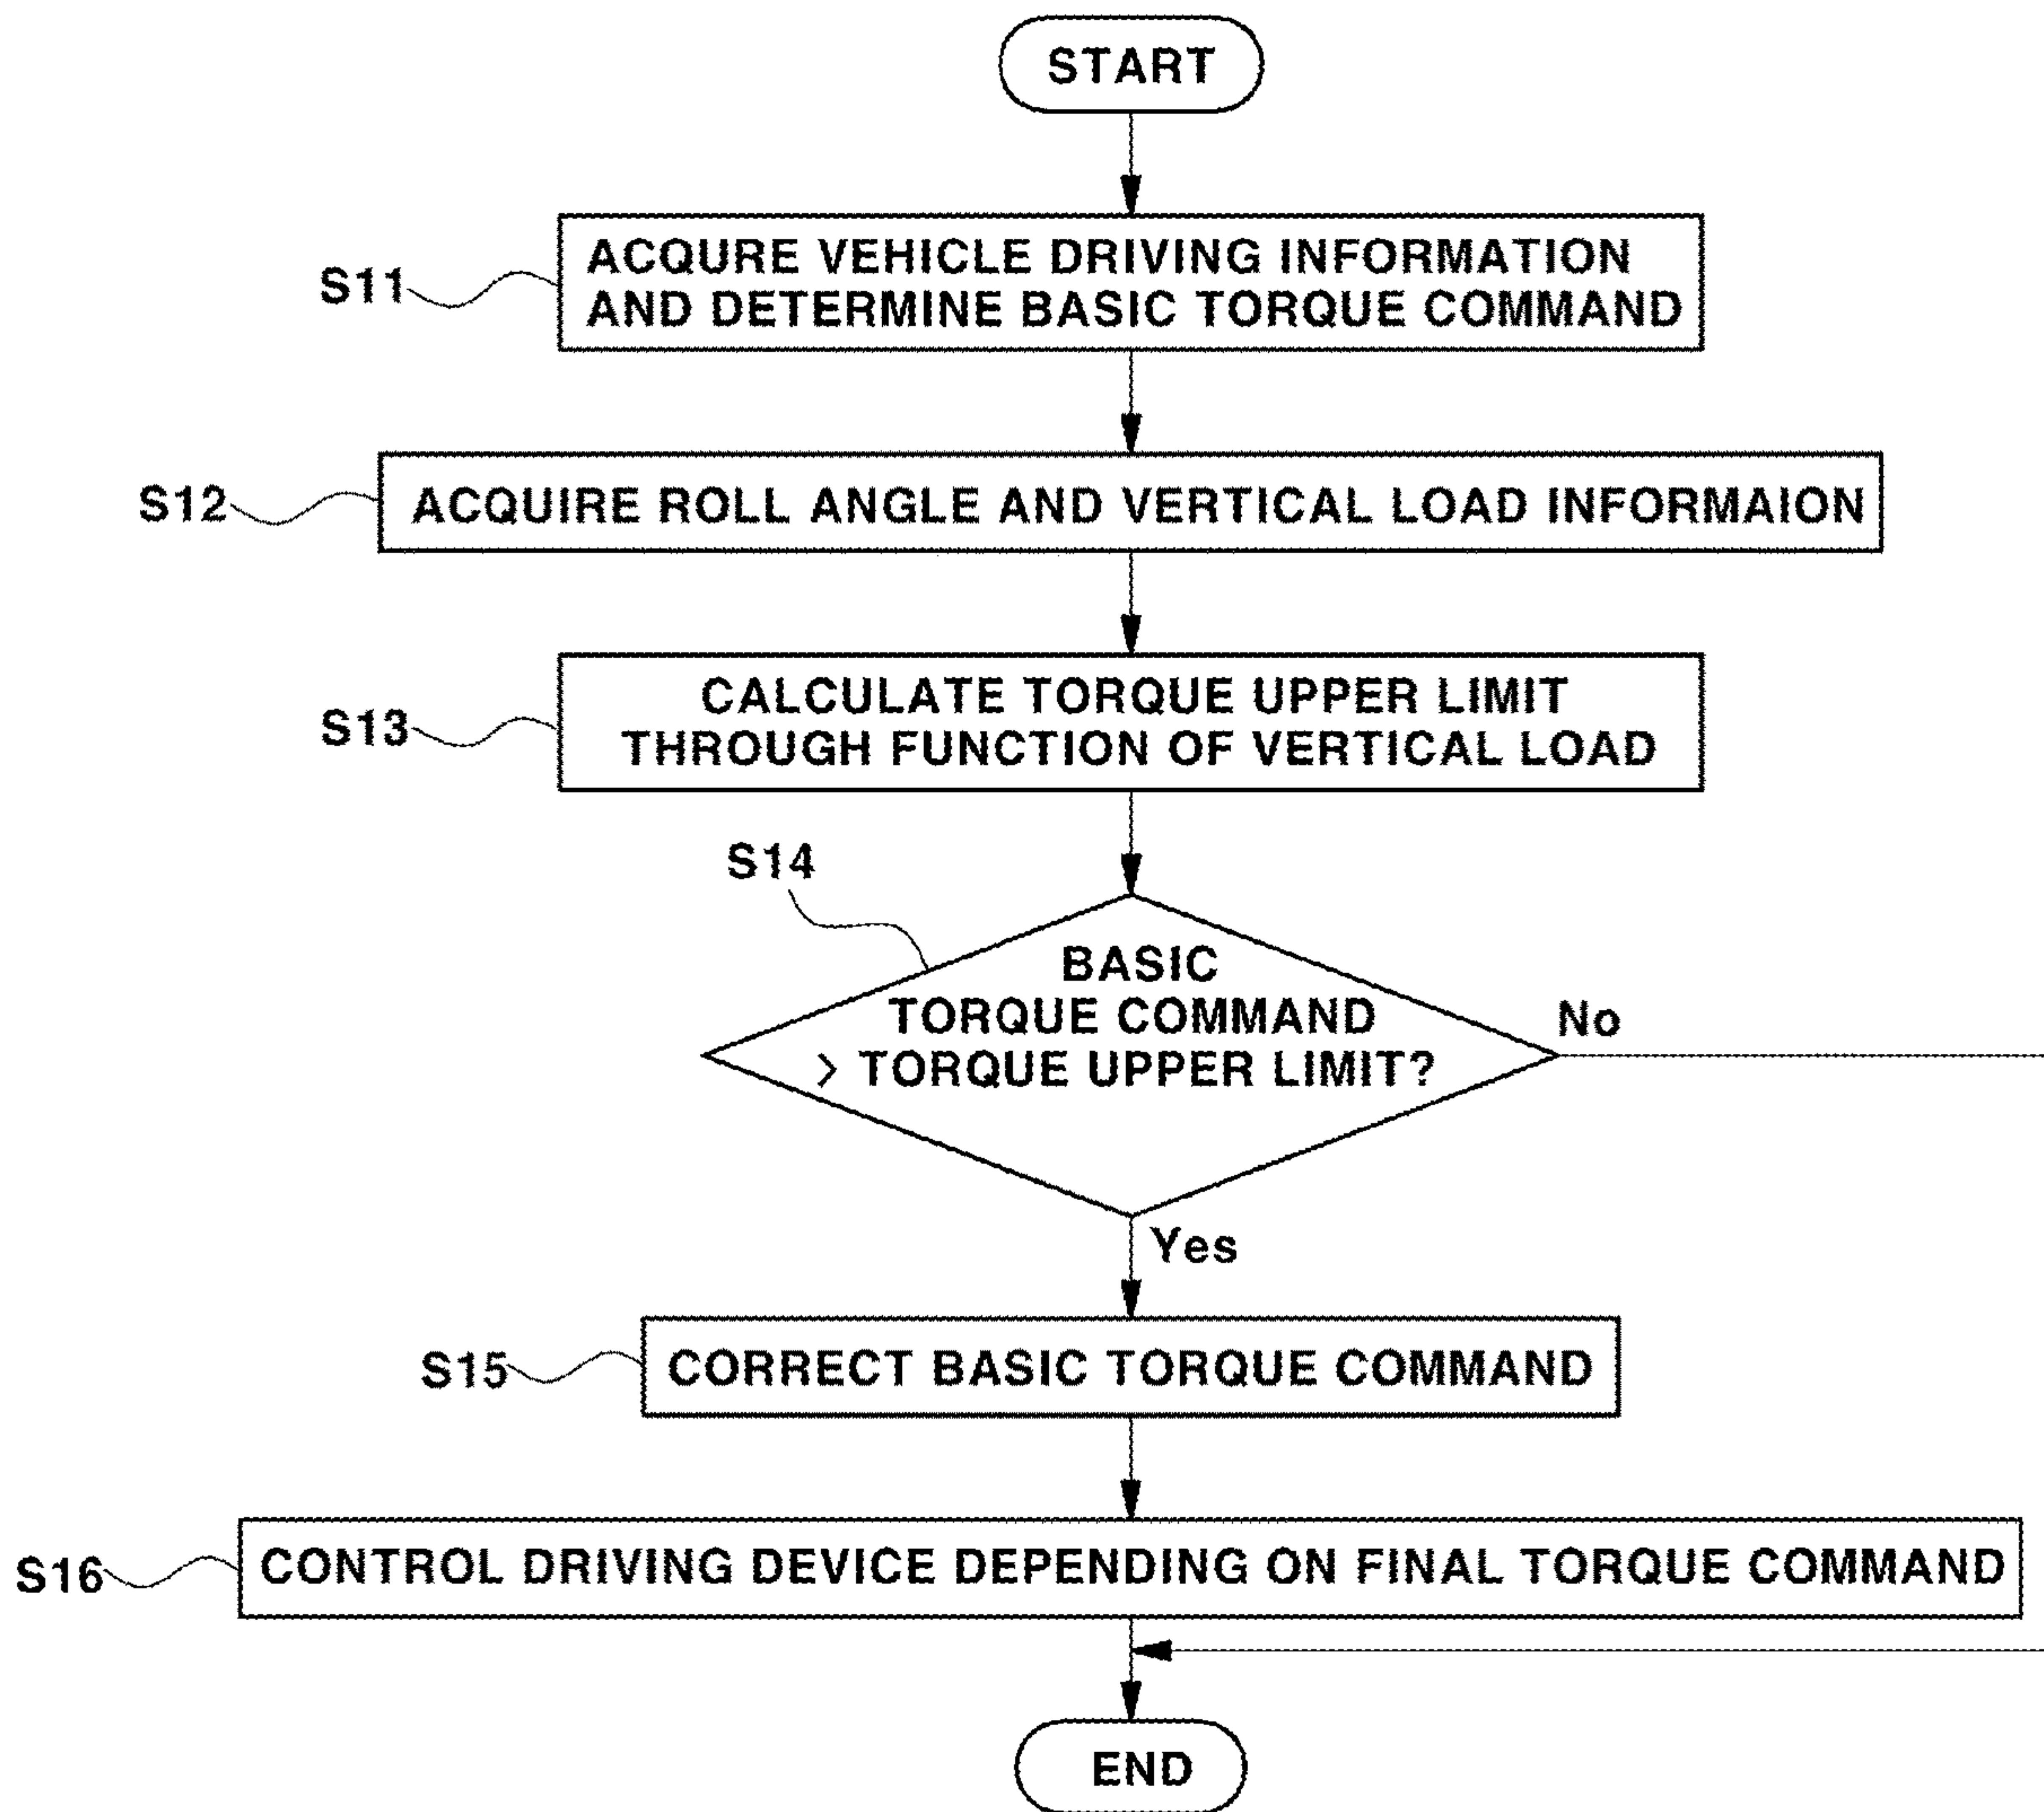 START
S11
ACQURE VEHICLE DRIVING INFORMATION
AND DETERMINE BASIC TORQUE COMMAND
S12
ACQUIRE ROLL ANGLE AND VERTICAL LOAD INFORMAION
S13
CALCULATE TORQUE UPPER LIMIT
THROUGH FUNCTION OF VERTICAL LOAD
S14
BASIC
TORQUE COMMAND
> TORQUE UPPER LIMIT?
No
Yes
S15
CORRECT BASIC TORQUE COMMAND
S16
CONTROL DRIVING DEVICE DEPENDING ON FINAL TORQUE COMMAND
END